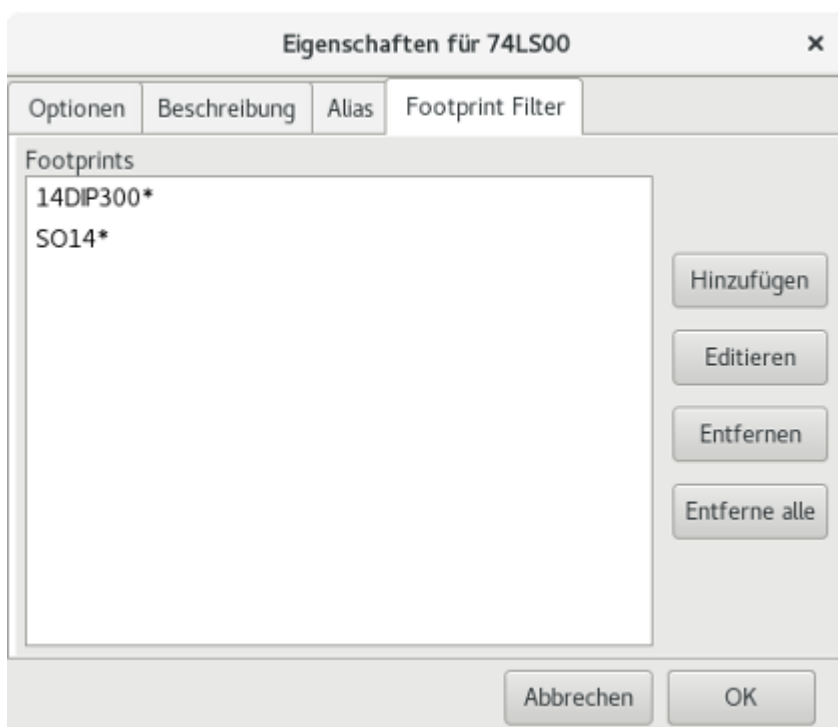 Eigenschaften für 74LS00
Optionen Beschreibung Alias Footprint Filter
Footprints
14DIP300*
SO14*
Hinzufügen
Editieren
Entfernen
Entferne alle
Abbrechen OK